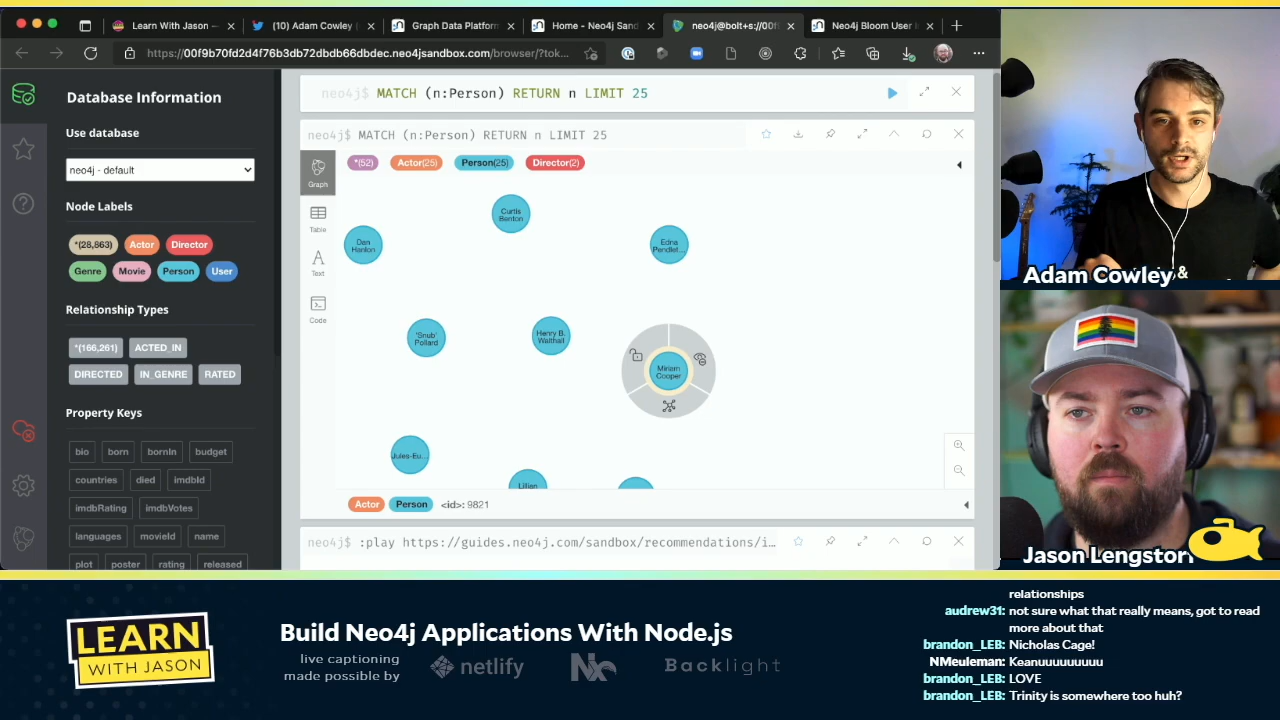 Learn With Jason —
(10) Adam Cowley (
Graph Data Platform
Home - Neo4j Sand
neo4j@bolt+s://00f
Neo4j Bloom User
https://00f9b70fd2d4f76b3db72dbdb66dbdec.neo4jsandbox.com/browser/?tok...
Database Information
Use database
neo4j - default
Node Labels
*(28,863) Actor Director
Genre Movie Person User
Relationship Types
*(166,261) ACTED_IN
DIRECTED IN_GENRE RATED
Property Keys
bio born bornIn budget
countries died imdbId
imdbRating imdbVotes
languages movieId name
plot poster rating released
neo4j$ MATCH (n:Person) RETURN n LIMIT 25
neo4j$ MATCH (n:Person) RETURN n LIMIT 25
Graph
Table
Text
Code
*(52) Actor(25) Person(25) Director(2)
Curtis
Benton
Dan
Hanlon
Edna
Pendlet...
'Snub'
Pollard
Henry B.
Walthall
Miriam
Cooper
Jules-Eu...
Lillian
Actor Person <id>: 9821
neo4j$ :play https://guides.neo4j.com/sandbox/recommendations/i...
Adam Cowley
&
Jason Lengstorf
LEARN
WITH JASON
Build Neo4j Applications With Node.js
live captioning
made possible by
netlify
Nx
Backlight
relationships
audrew31: not sure what that really means, got to read
more about that
brandon_LEB: Nicholas Cage!
NMeuleman: Keanuuuuuuuuu
brandon_LEB: LOVE
brandon_LEB: Trinity is somewhere too huh?